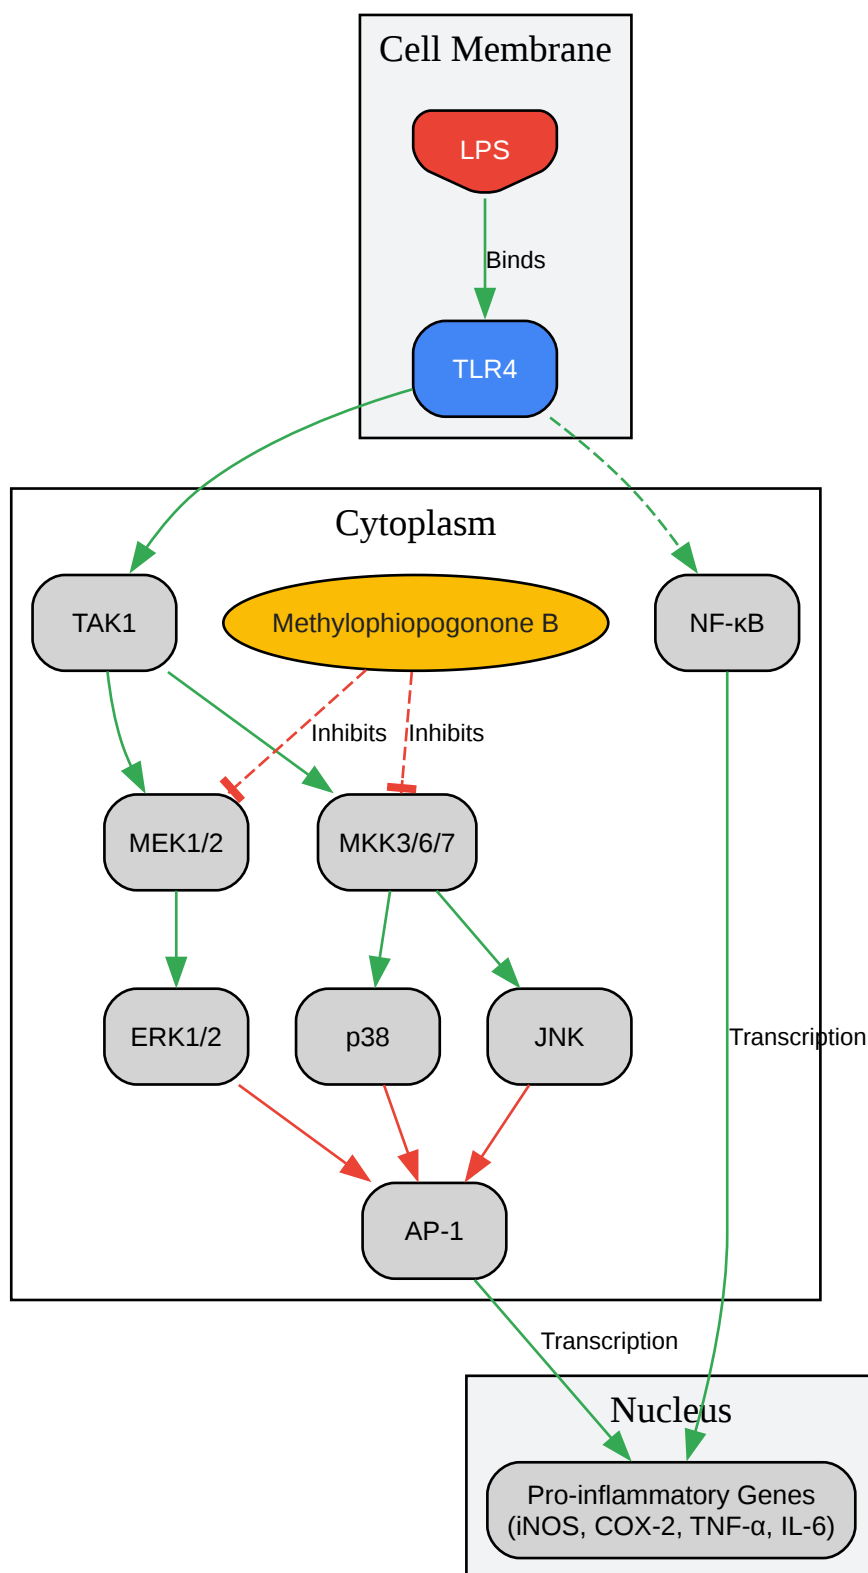 Cell Membrane
LPS
Binds
TLR4
Cytoplasm
TAK1
Methylophiopogonone B
NF-κB
Inhibits
Inhibits
MEK1/2
MKK3/6/7
ERK1/2
p38
JNK
Transcription
AP-1
Transcription
Nucleus
Pro-inflammatory Genes
(iNOS, COX-2, TNF-α, IL-6)